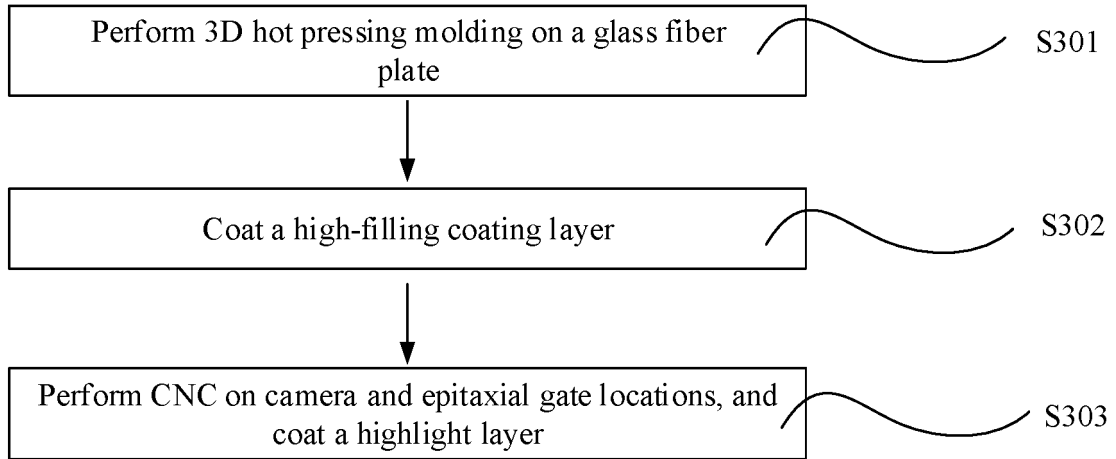 Perform 3D hot pressing molding on a glass fiber
plate
S301
Coat a high-filling coating layer
S302
Perform CNC on camera and epitaxial gate locations, and
coat a highlight layer
S303